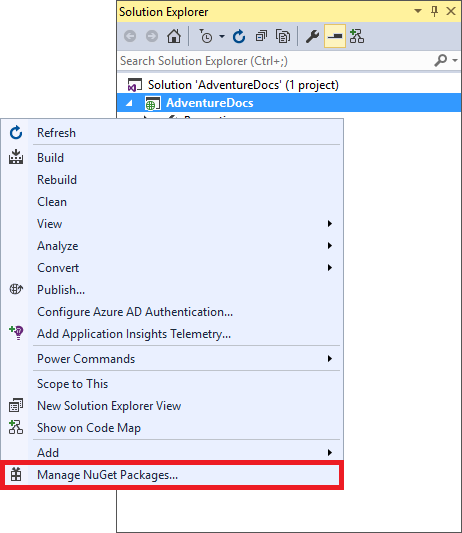 Solution Explorer
Search Solution Explorer (Ctrl+;)
Solution 'AdventureDocs' (1 project)
AdventureDocs
Refresh
Build
Rebuild
Clean
View
Analyze
Convert
Publish...
Configure Azure AD Authentication...
Add Application Insights Telemetry...
Power Commands
Scope to This
New Solution Explorer View
Show on Code Map
Add
Manage NuGet Packages...